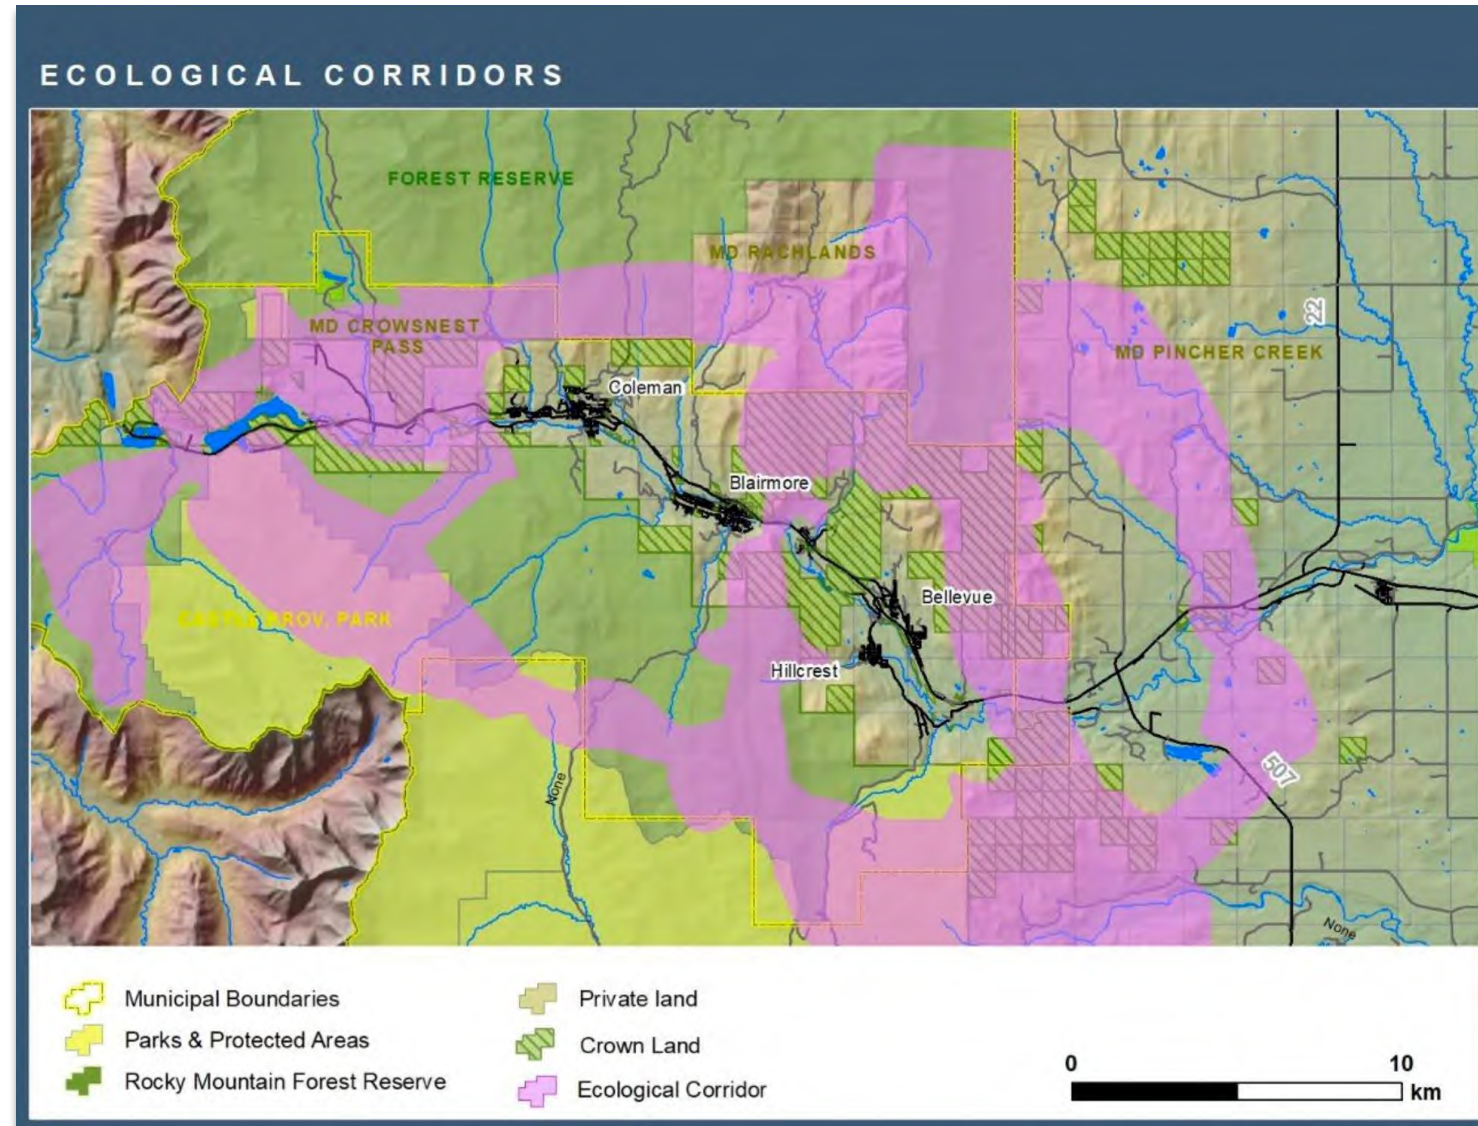 ECOLOGICAL CORRIDORS
FOREST RESERVE
MD RACHLANDS
MD CROWSNEST
PASS
22
MD PINCHER CREEK
Coleman
Blairmore
Bellevue
CASTLE PROV. PARK
Hillcrest
507
None
None
Municipal Boundaries
Parks & Protected Areas
Rocky Mountain Forest Reserve
Private land
Crown Land
Ecological Corridor
0 10
km